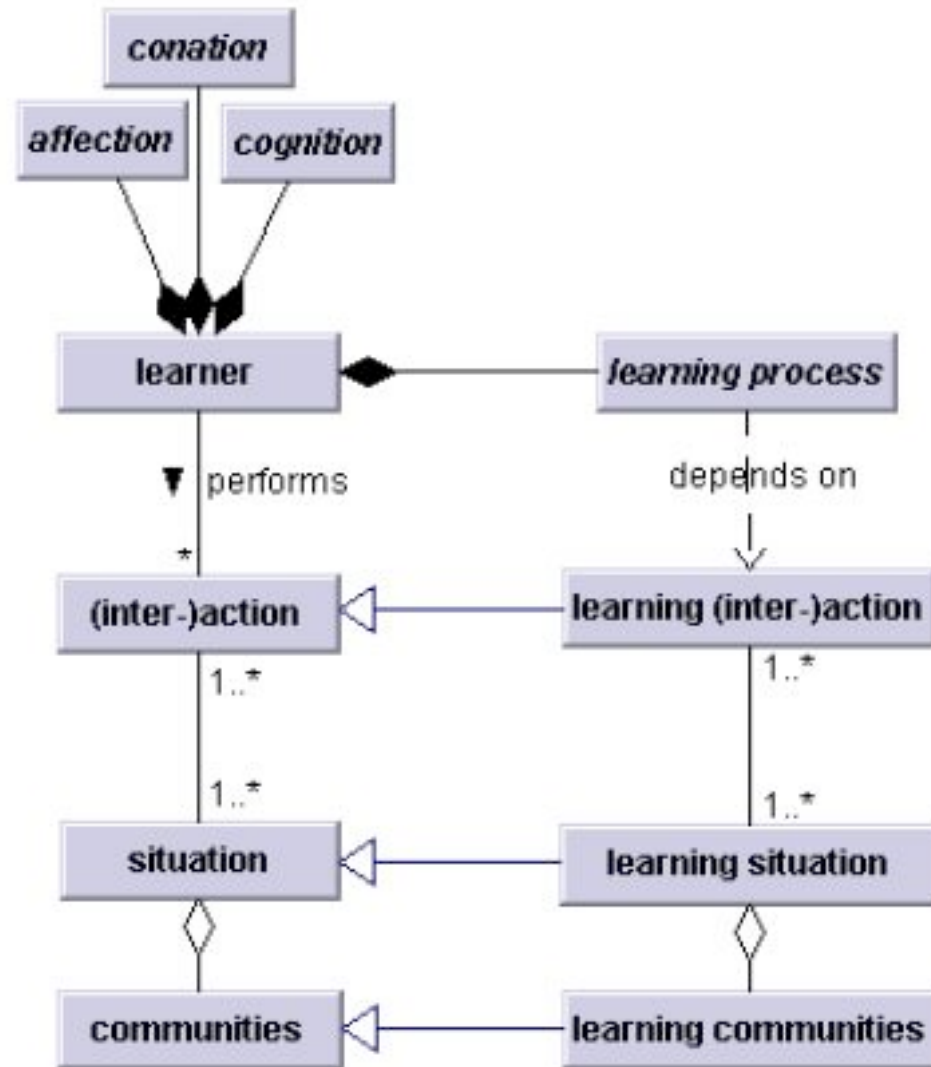 conation
affection
cognition
learner
learning process
performs
depends on
*
(inter-)action
learning (inter-)action
1..*
1..*
1..*
1..*
situation
learning situation
communities
learning communities